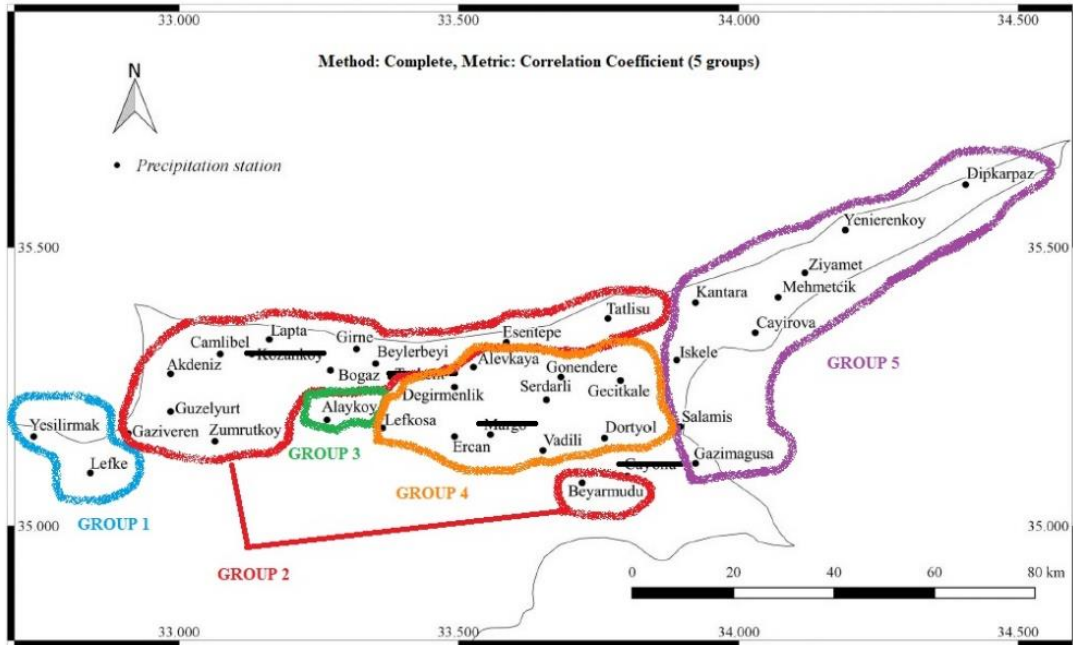 33.000
33.500
34.000
34.500
Method: Complete, Metric: Correlation Coefficient (5 groups)
N
Precipitation station
Dipkarpaz
Yenierenkoy
35.500
35.500
Ziyamet
Mehmetcik
Kantara
Tatlisu
Cayirova
Lapta
Girne
Esentepe
Camlibel
Kozankoy
Beylerbeyi
Alevkaya
Iskele
GROUP 5
Akdeniz
Bogaz
Gonendere
Degirmenlik
Serdarli
Gecitkale
Guzelyurt
Alaykoy
Lefkosa
Margo
Salamis
Yesilirmak
Gaziveren
Zumrutkoy
Ercan
Vadili
Dortyol
GROUP 3
Lefke
Cayonu
Gazimagusa
GROUP 4
Beyarmudu
GROUP 1
35.000
35.000
GROUP 2
0
20
40
60
80 km
33.000
33.500
34.000
34.500